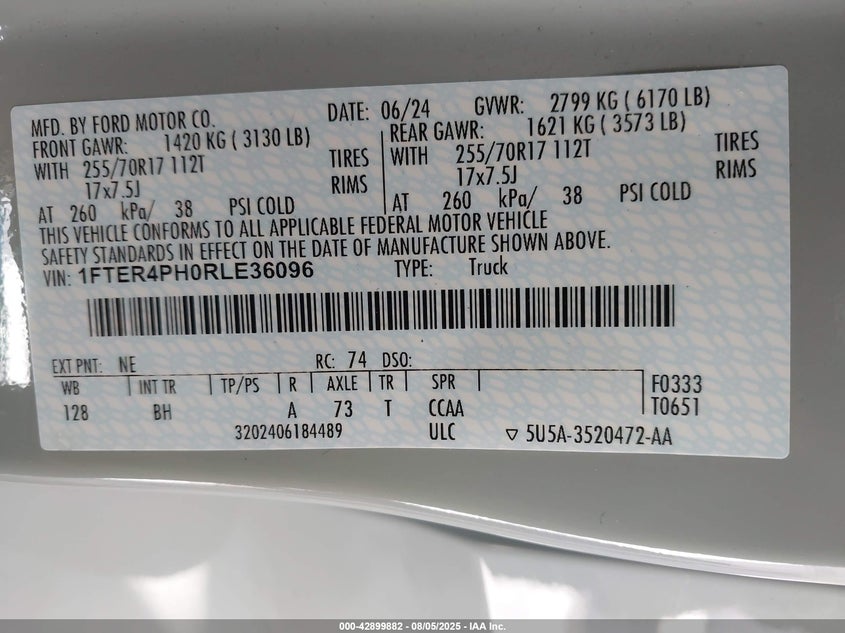 MFD. BY FORD MOTOR CO. DATE: 06/24 GVWR: 2799 KG ( 6170 LB)
FRONT GAWR: 1420 KG ( 3130 LB) REAR GAWR: 1621 KG ( 3573 LB)
WITH 255/70R17 112T TIRES WITH 255/70R17 112T TIRES
17x7.5J RIMS 17x7.5J RIMS
AT 260 kPa/ 38 PSI COLD AT 260 kPa/ 38 PSI COLD
THIS VEHICLE CONFORMS TO ALL APPLICABLE FEDERAL MOTOR VEHICLE
SAFETY STANDARDS IN EFFECT ON THE DATE OF MANUFACTURE SHOWN ABOVE.
VIN: 1FTER4PH0RLE36096 TYPE: Truck
EXT PNT: NE RC: 74 DSO:
WB INT TR TP/PS R AXLE TR SPR F0333
128 BH A 73 T CCAA T0651
3202406184489 ULC ▽ 5U5A-3520472-AA
000-42899882 - 08/05/2025 - IAA Inc.